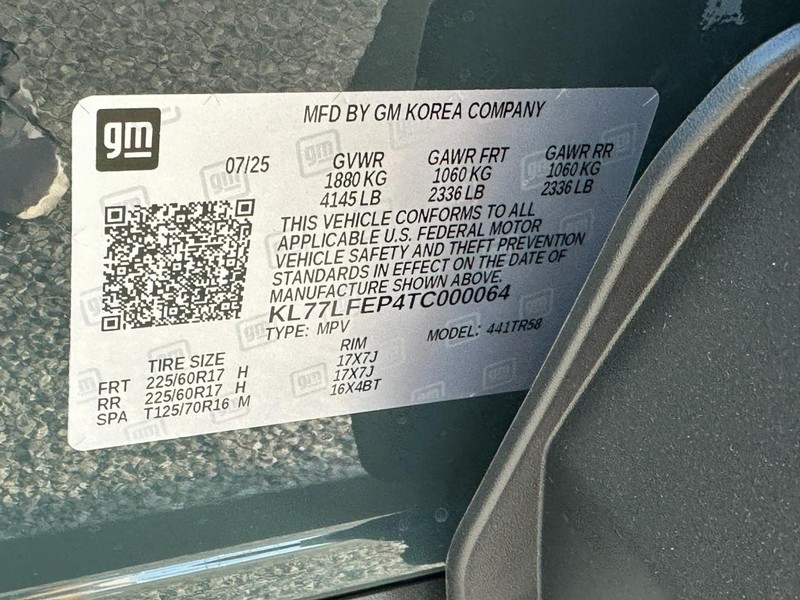 gm
MFD BY GM KOREA COMPANY
07/25 GVWR GAWR FRT GAWR RR
1880 KG 1060 KG 1060 KG
4145 LB 2336 LB 2336 LB
THIS VEHICLE CONFORMS TO ALL
APPLICABLE U.S. FEDERAL MOTOR
VEHICLE SAFETY AND THEFT PREVENTION
STANDARDS IN EFFECT ON THE DATE OF
MANUFACTURE SHOWN ABOVE.
KL77LFEP4TC000064
TYPE: MPV MODEL: 441TR58
TIRE SIZE RIM
FRT 225/60R17 H 17X7J
RR 225/60R17 H 17X7J
SPA T125/70R16 M 16X4BT